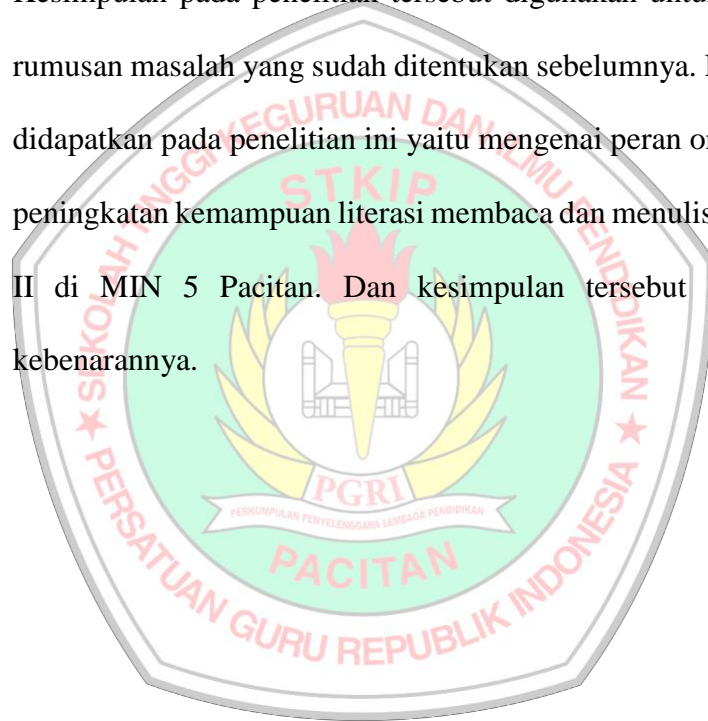 Kesimpulan pada penelitian tersebut digunakan untu
rumusan masalah yang sudah ditentukan sebelumnya.
didapatkan pada penelitian ini yaitu mengenai peran
peningkatan kemampuan literasi membaca dan menulis
II di MIN 5 Pacitan. Dan kesimpulan tersebut
kebenarannya.
SEKOLAH TINGGI KEGURUAN DAN ILMU PENDIDIKAN
STKIP
PGRI
PERKUMPULAN PENYELENGGARA LEMBAGA PENDIDIKAN
PACITAN
PERSATUAN GURU REPUBLIK INDONESIA